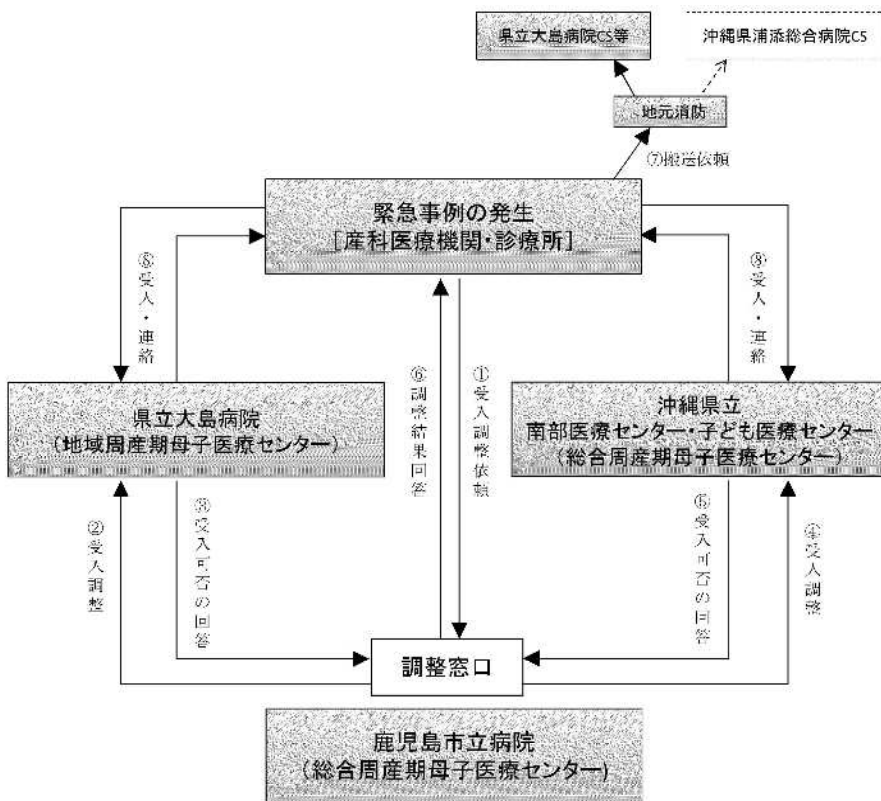 県立大島病院CS等
沖縄県浦添総合病院CS
地元消防
⑦搬送依頼
緊急事例の発生
[産科医療機関・診療所]
⑧受入・連絡
⑧受入・連絡
県立大島病院
(地域周産期母子医療センター)
⑥調整結果回答
①受入調整依頼
沖縄県立
南部医療センター・子ども医療センター
(総合周産期母子医療センター)
②受入調整
③受入可否の回答
⑤受入可否の回答
④受入調整
調整窓口
鹿児島市立病院
(総合周産期母子医療センター)